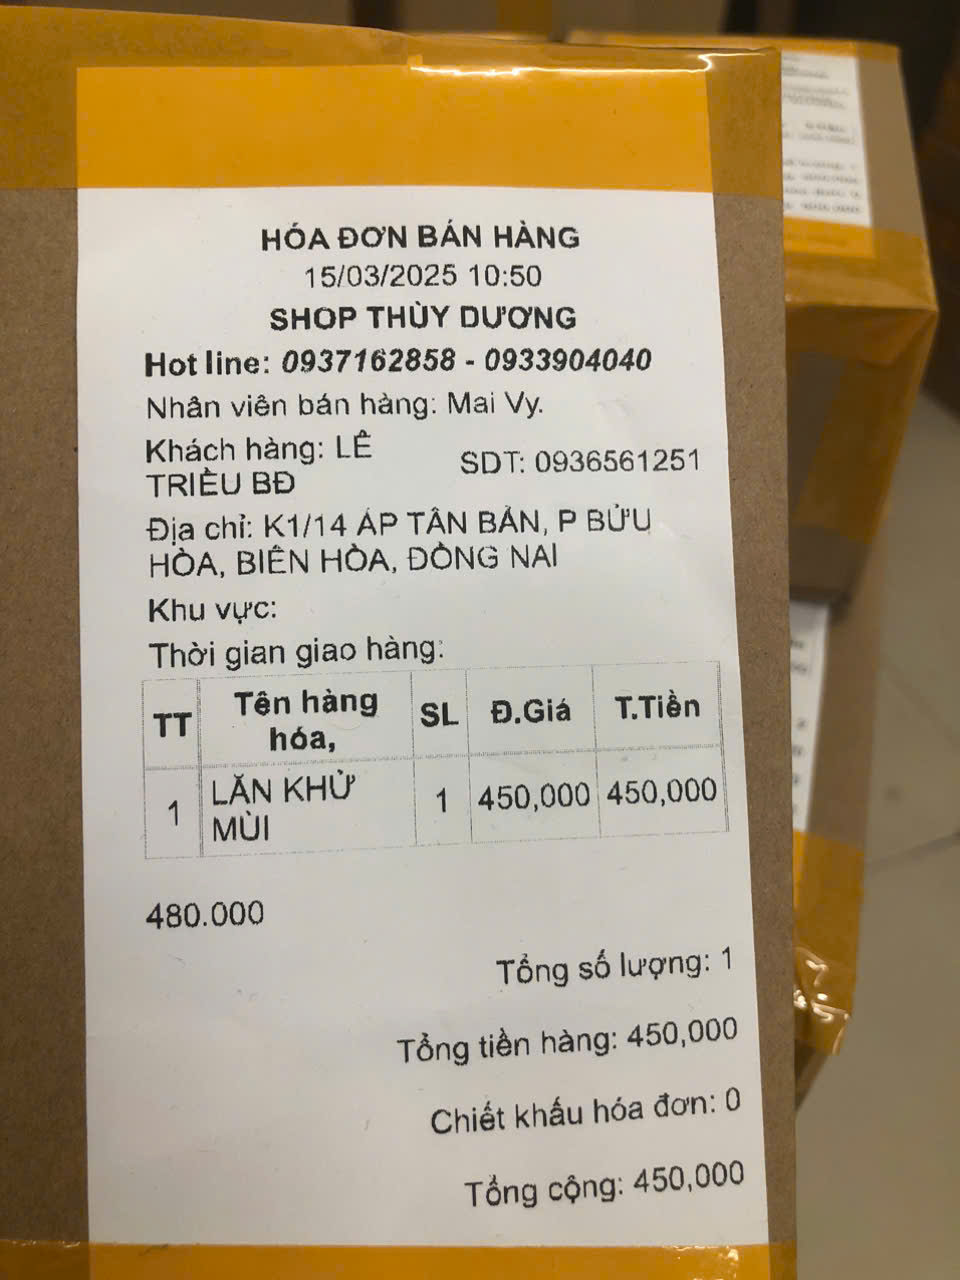 HÓA ĐƠN BÁN HÀNG
15/03/2025 10:50
SHOP THÙY DƯƠNG
Hot line: 0937162858 - 0933904040
Nhân viên bán hàng: Mai Vy.
Khách hàng: LÊ TRIỀU BĐ
SDT: 0936561251
Địa chỉ: K1/14 ẤP TÂN BẢN, P BỬU
HÒA, BIÊN HÒA, ĐỒNG NAI
Khu vực:
Thời gian giao hàng:
TT Tên hàng hóa, SL Đ.Giá T.Tiền
1 LĂN KHỬ MÙI 1 450,000 450,000
480.000
Tổng số lượng: 1
Tổng tiền hàng: 450,000
Chiết khấu hóa đơn: 0
Tổng cộng: 450,000